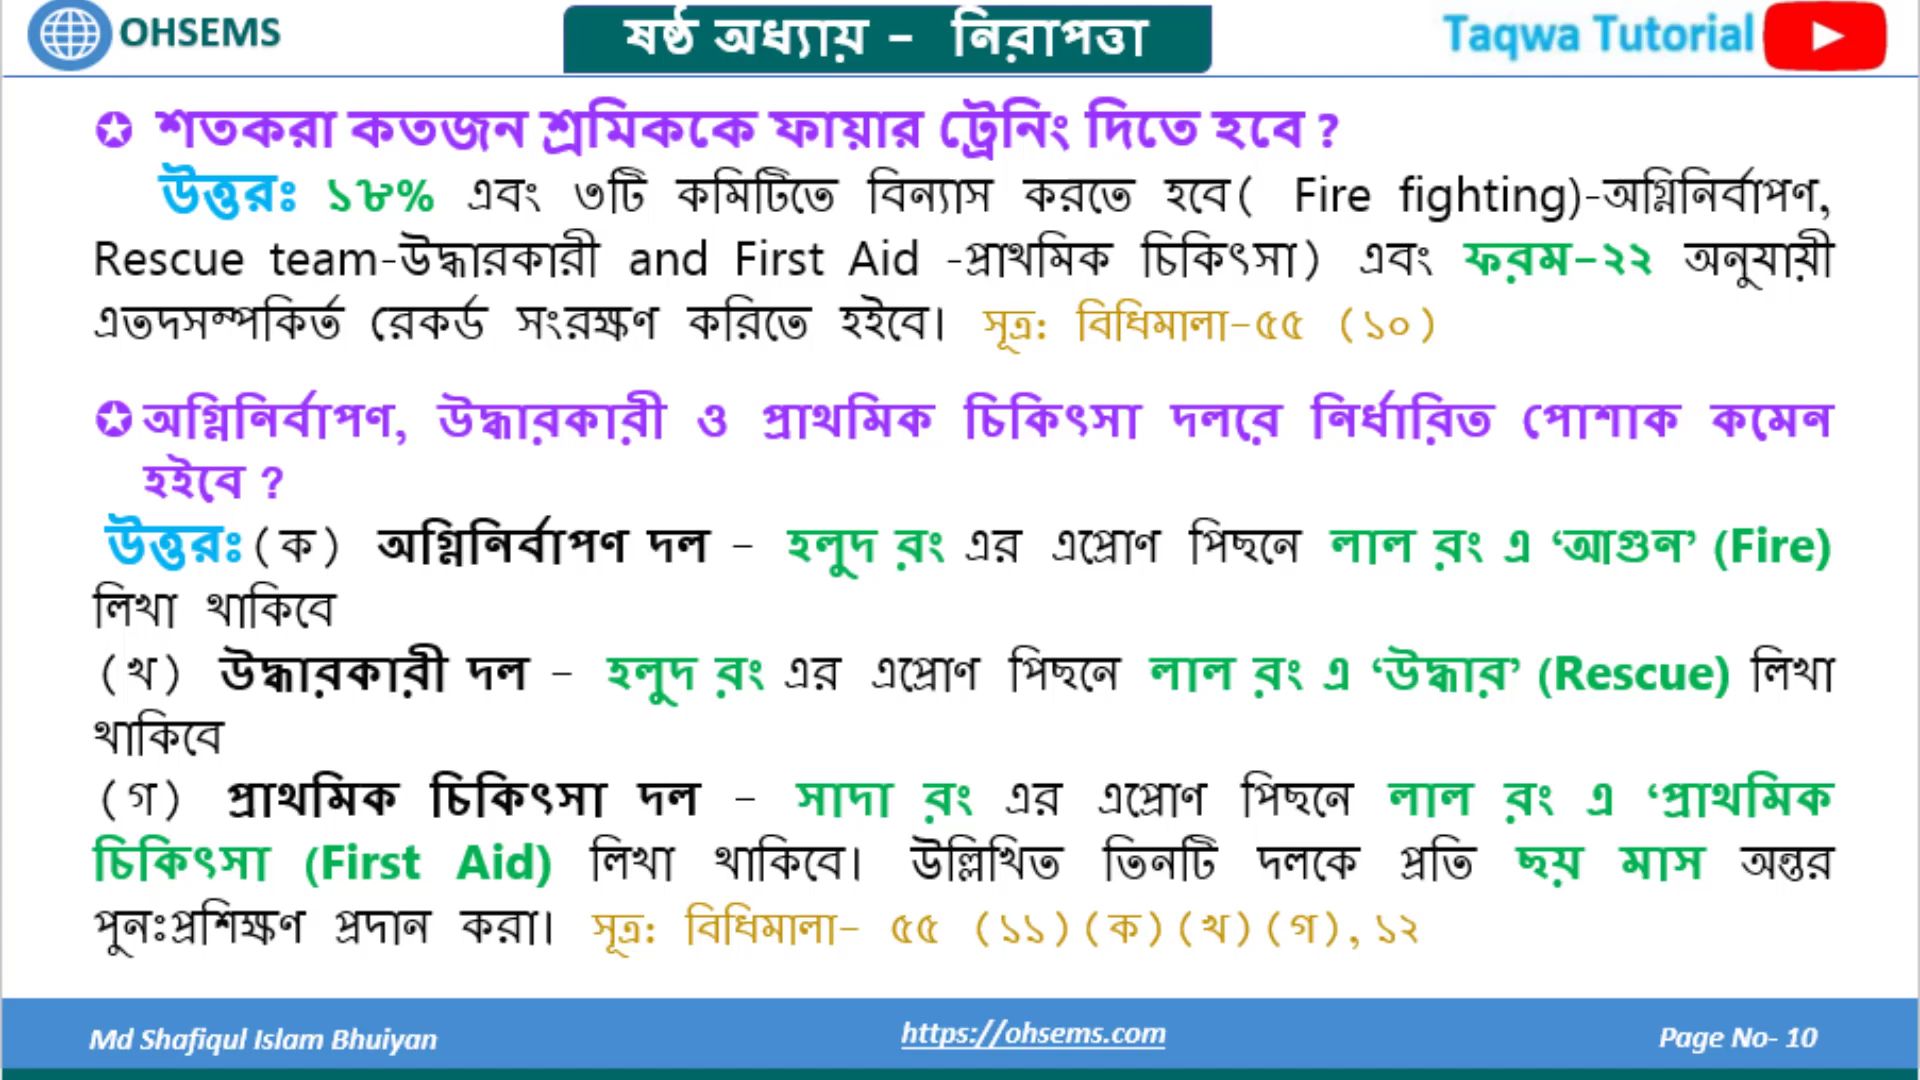 OHSEMS
ষষ্ঠ অধ্যায় – নিরাপত্তা
Taqwa Tutorial
✪ শতকরা কতজন শ্রমিককে ফায়ার ট্রেনিং দিতে হবে ?
উত্তরঃ ১৮% এবং ৩টি কমিটিতে বিন্যাস করতে হবে( Fire fighting)-অগ্নিনির্বাপণ,
Rescue team-উদ্ধারকারী and First Aid -প্রাথমিক চিকিৎসা) এবং ফরম-২২ অনুযায়ী
এতদসম্পকির্ত রেকর্ড সংরক্ষণ করিতে হইবে। সূত্র: বিধিমালা-৫৫ (১০)
✪ অগ্নিনির্বাপণ, উদ্ধারকারী ও প্রাথমিক চিকিৎসা দলরে নির্ধারিত পোশাক কমেন
হইবে ?
উত্তরঃ(ক) অগ্নিনির্বাপণ দল – হলুদ রং এর এপ্রোণ পিছনে লাল রং এ ‘আগুন’ (Fire)
লিখা থাকিবে
(খ) উদ্ধারকারী দল – হলুদ রং এর এপ্রোণ পিছনে লাল রং এ ‘উদ্ধার’ (Rescue) লিখা
থাকিবে
(গ) প্রাথমিক চিকিৎসা দল – সাদা রং এর এপ্রোণ পিছনে লাল রং এ ‘প্রাথমিক
চিকিৎসা (First Aid) লিখা থাকিবে। উল্লিখিত তিনটি দলকে প্রতি ছয় মাস অন্তর
পুনঃপ্রশিক্ষণ প্রদান করা। সূত্র: বিধিমালা- ৫৫ (১১)(ক)(খ)(গ), ১২
Md Shafiqul Islam Bhuiyan
https://ohsems.com
Page No- 10